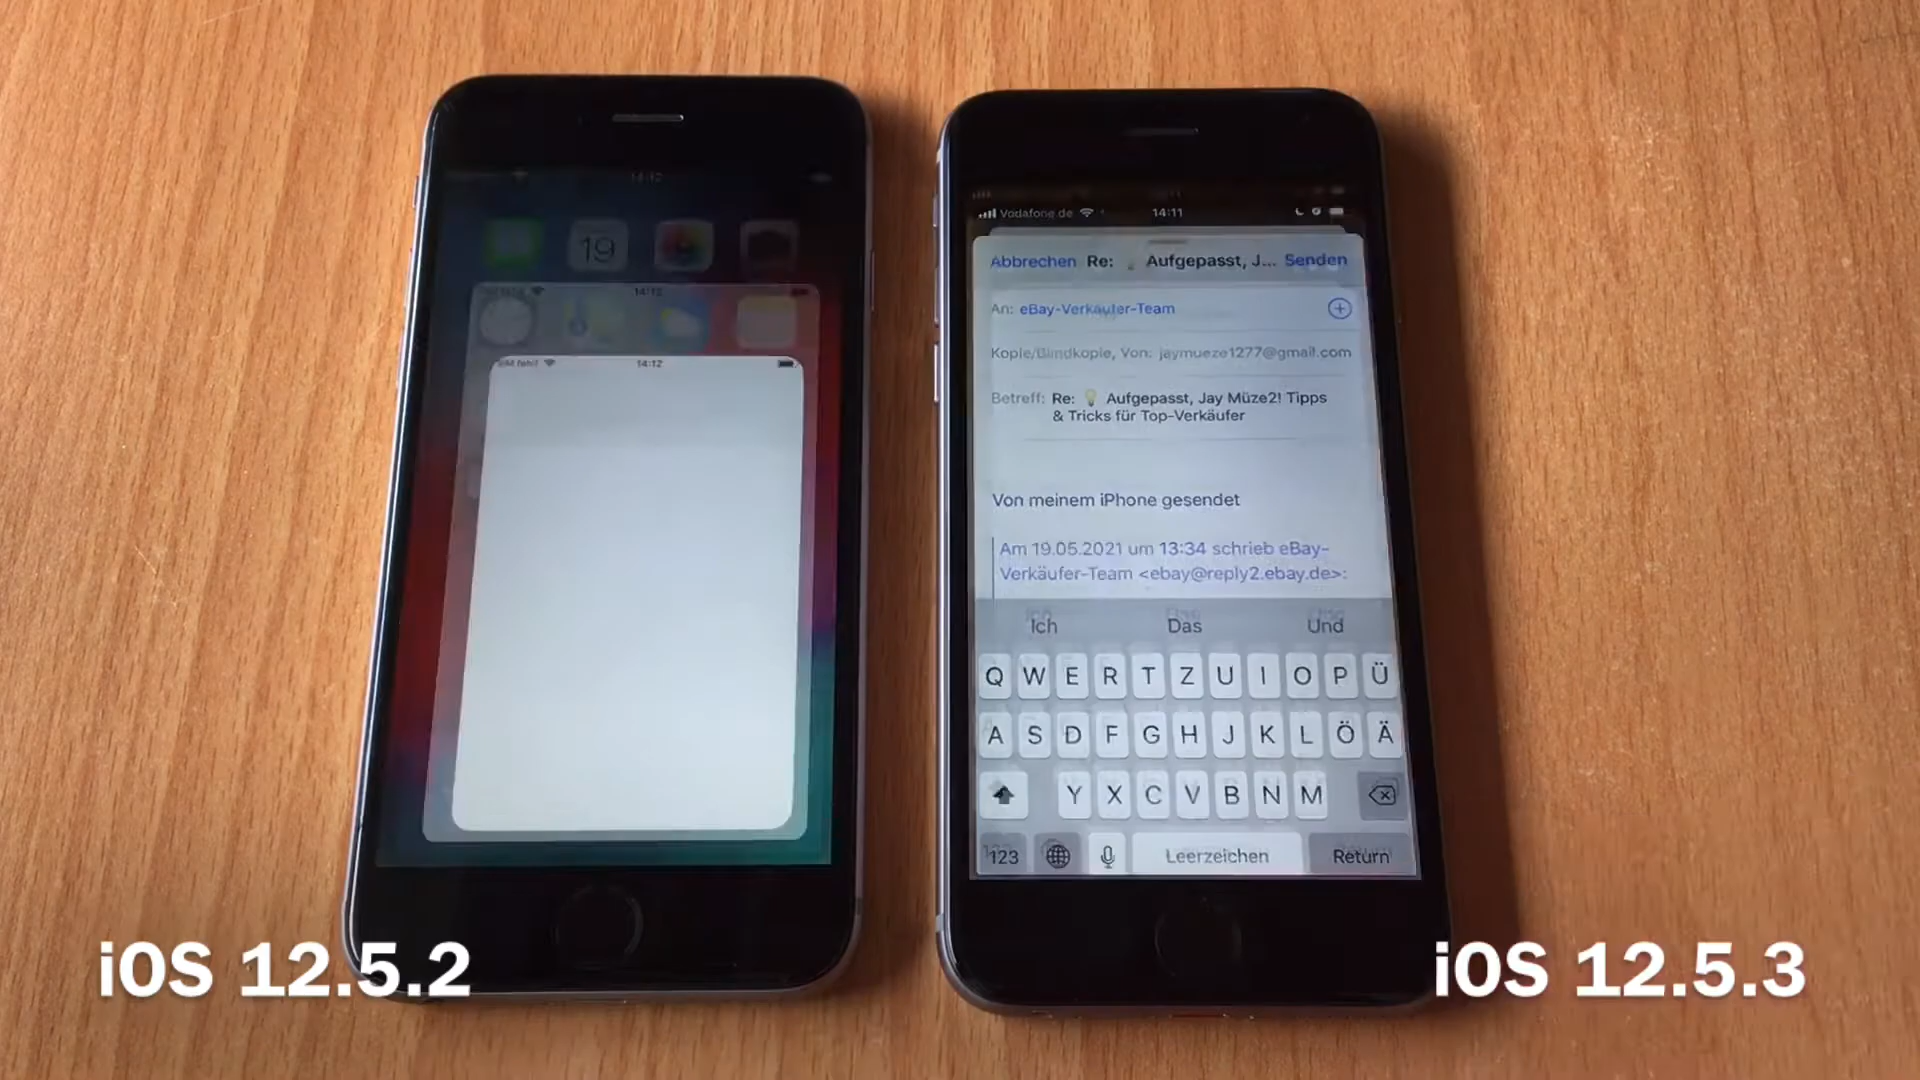 14:12
19
14:12
14:12
Vodafone.de 14:11
Abbrechen Re: Aufgepasst, J... Senden
An: eBay-Verkäufer-Team
Kopie/Blindkopie, Von: jaymueze1277@gmail.com
Betreff: Re: 💡 Aufgepasst, Jay Müze2! Tipps
& Tricks für Top-Verkäufer
Von meinem iPhone gesendet
Am 19.05.2021 um 13:34 schrieb eBay-
Verkäufer-Team <ebay@reply2.ebay.de>:
Ich Das Und
Q W E R T Z U I O P Ü
A S D F G H J K L Ö Ä
Y X C V B N M
123 Leerzeichen Return
iOS 12.5.2
iOS 12.5.3